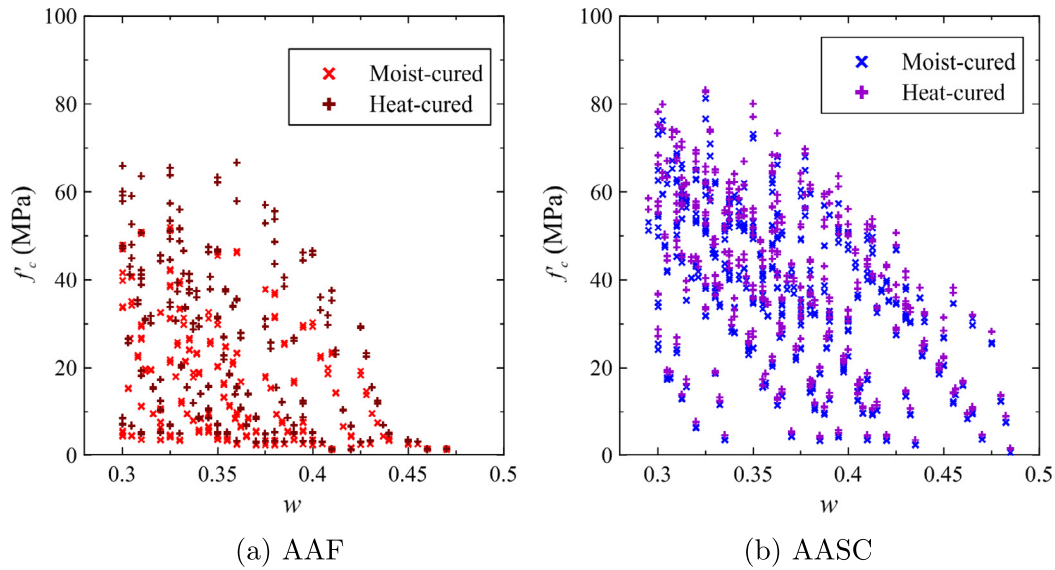 100
80
60
40
20
0
f'c (MPa)
Moist-cured
Heat-cured
0.3 0.35 0.4 0.45 0.5
w
(a) AAF
100
80
60
40
20
0
f'c (MPa)
Moist-cured
Heat-cured
0.3 0.35 0.4 0.45 0.5
w
(b) AASC